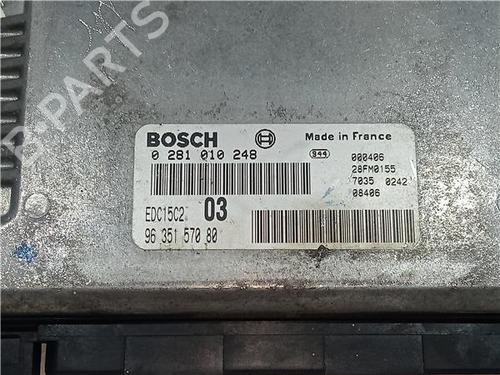 BOSCH
Made in France
0 281 010 248
S44
000406
28FM0155
7035 0242
08406
EDC15C2 03
96 351 570 80
B-PARTS